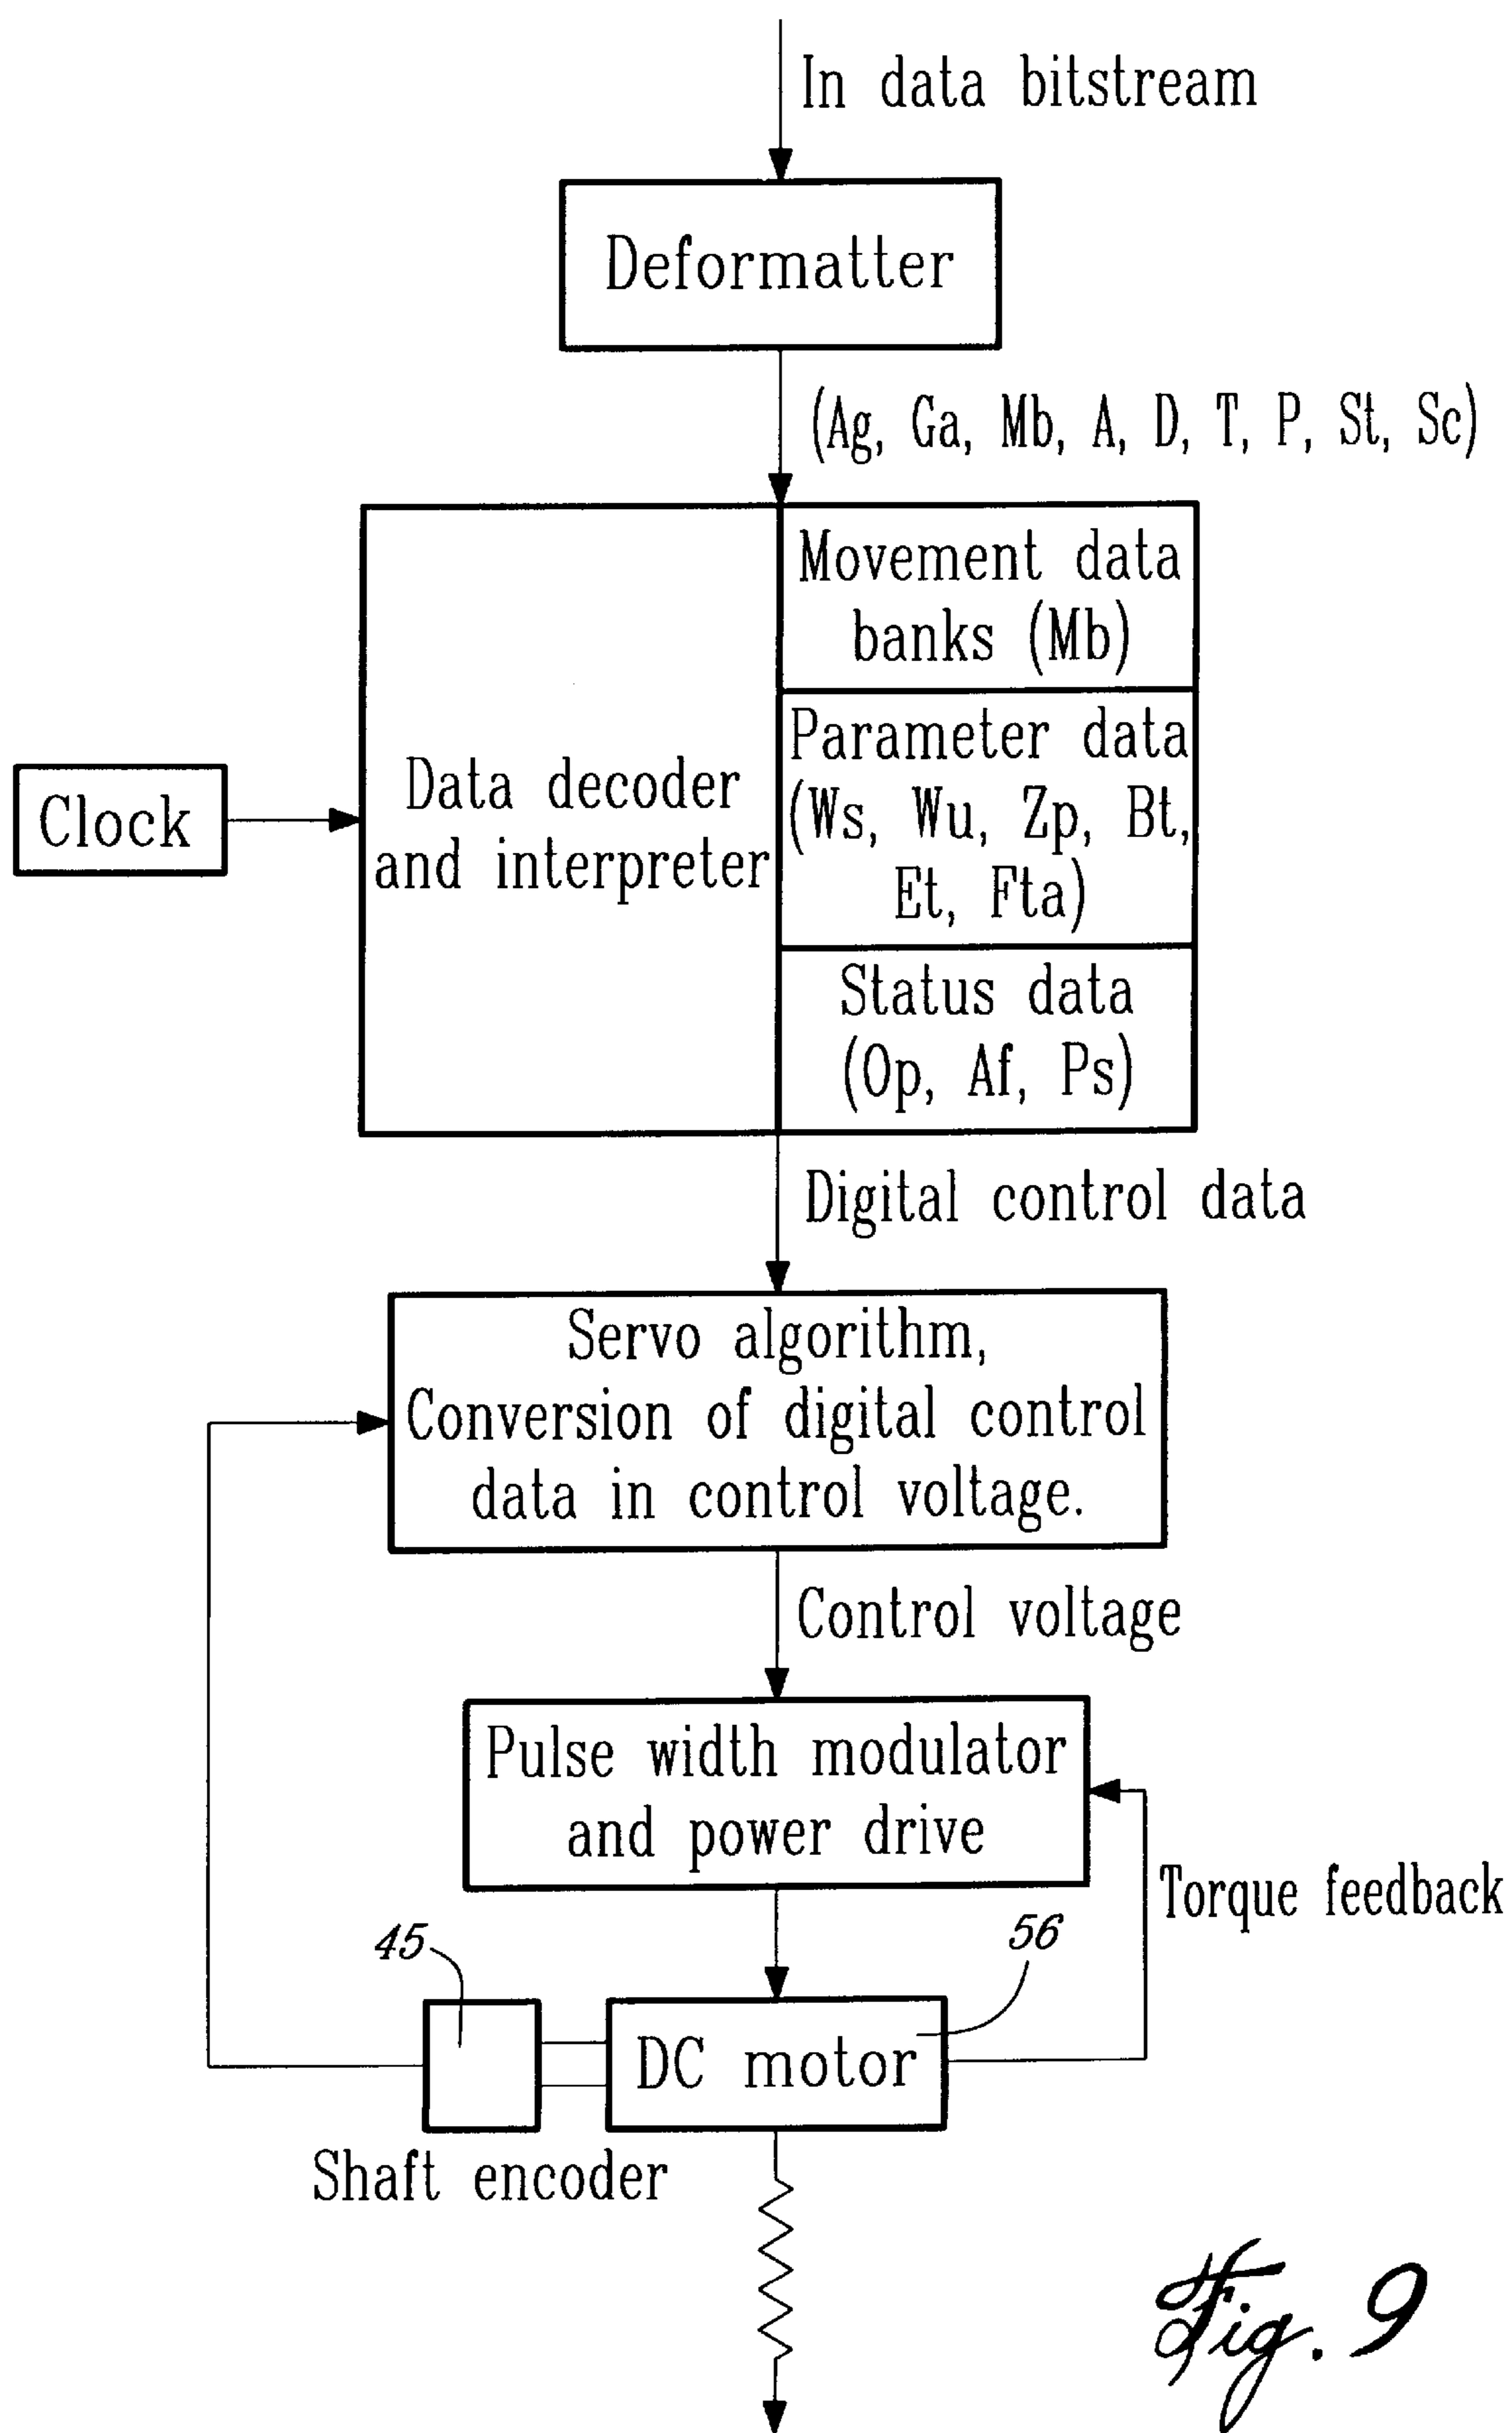 In data bitstream
Deformatter
(Ag, Ga, Mb, A, D, T, P, St, Sc)
Movement data
banks (Mb)
Parameter data
(Ws, Wu, Zp, Bt,
Et, Fta)
Status data
(Op, Af, Ps)
Clock
Data decoder
and interpreter
Digital control data
Servo algorithm,
Conversion of digital control
data in control voltage.
Control voltage
Pulse width modulator
and power drive
Torque feedback
45
56
DC motor
Shaft encoder
Fig. 9